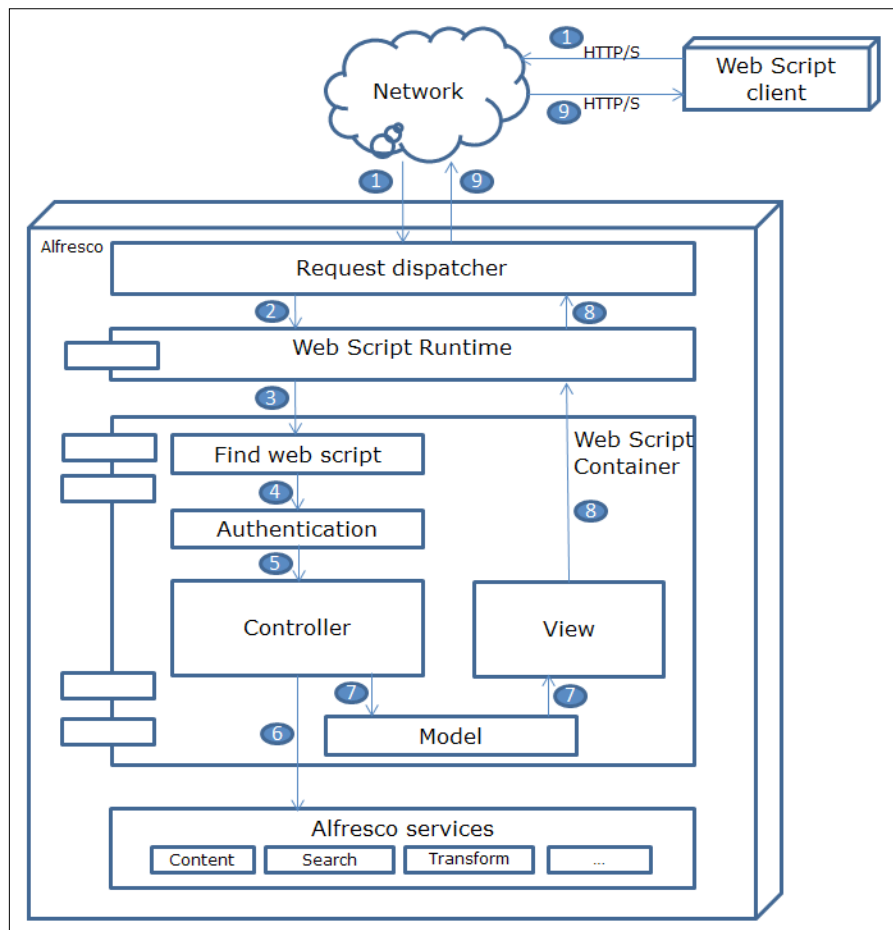 1
HTTP/S
Web Script
client
Network
9
HTTP/S
1
9
Alfresco
Request dispatcher
2
8
Web Script Runtime
3
Find web script
Web Script
Container
4
Authentication
8
5
Controller
View
7
7
6
Model
Alfresco services
Content
Search
Transform
...